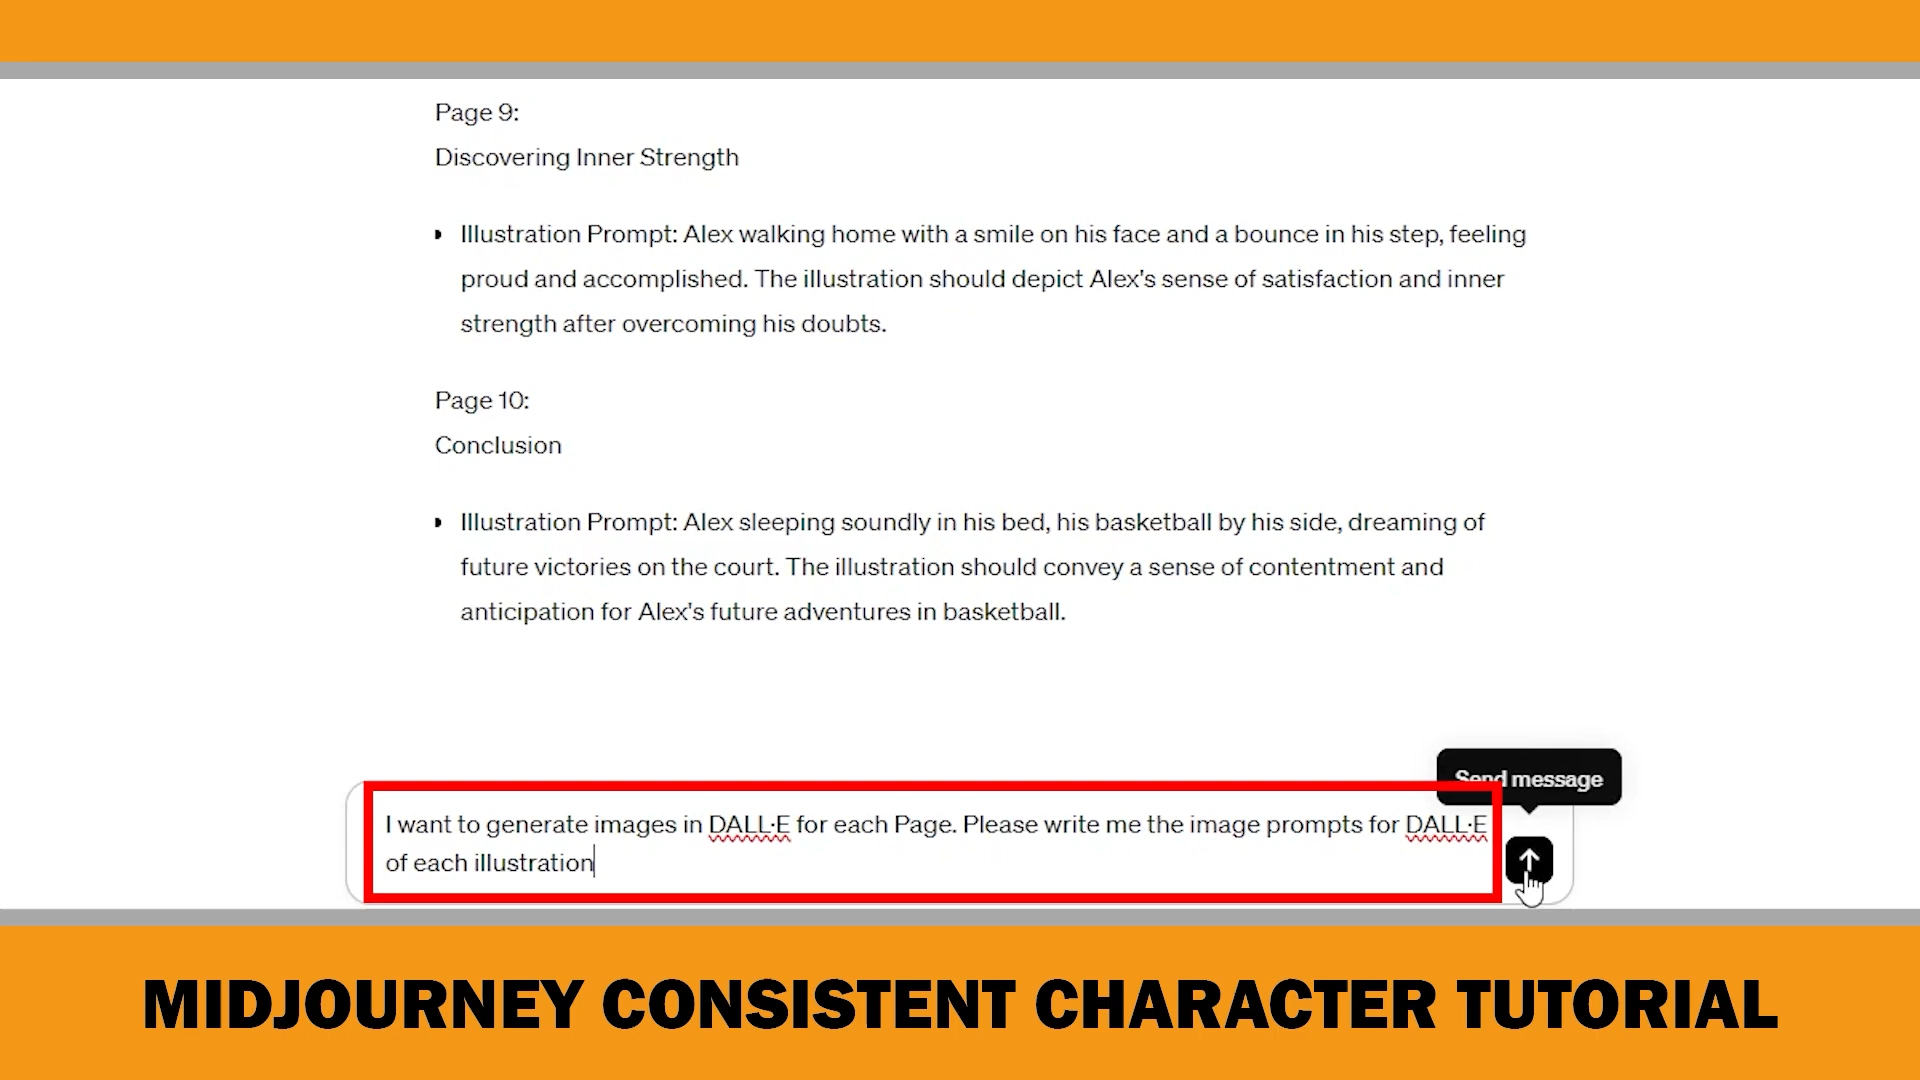 Page 9:
Discovering Inner Strength
Illustration Prompt: Alex walking home with a smile on his face and a bounce in his step, feeling
proud and accomplished. The illustration should depict Alex's sense of satisfaction and inner
strength after overcoming his doubts.
Page 10:
Conclusion
Illustration Prompt: Alex sleeping soundly in his bed, his basketball by his side, dreaming of
future victories on the court. The illustration should convey a sense of contentment and
anticipation for Alex's future adventures in basketball.
Send message
I want to generate images in DALL·E for each Page. Please write me the image prompts for DALL·E
of each illustration
MIDJOURNEY CONSISTENT CHARACTER TUTORIAL